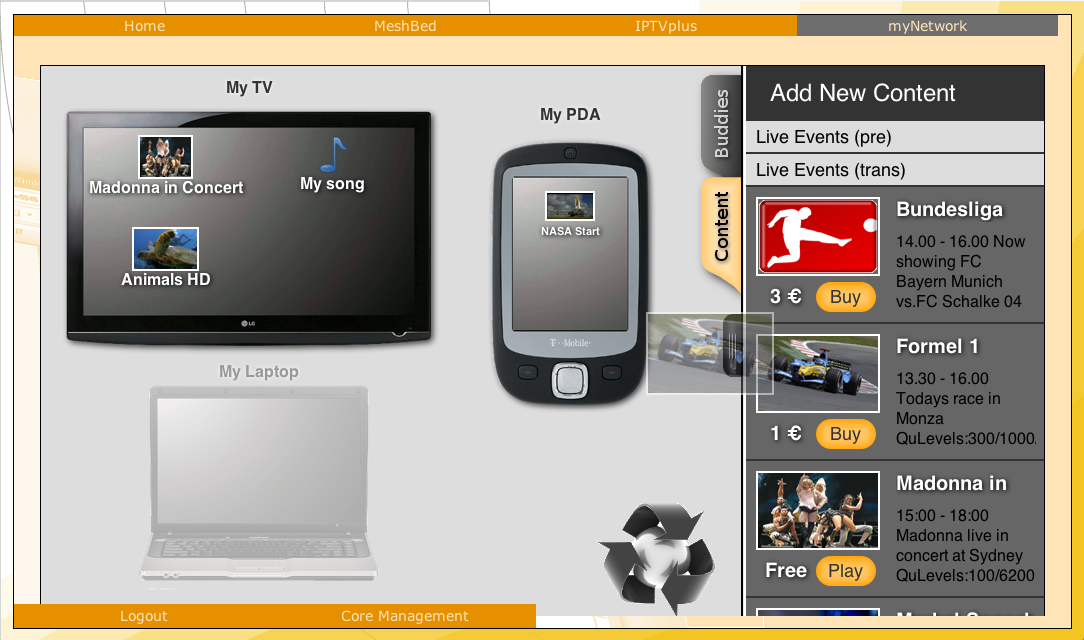 Home MeshBed IPTVplus myNetwork
My TV
Madonna in Concert
My song
Animals HD
LG
My PDA
NASA Start
T··Mobile·
My Laptop
Buddies
Content
Add New Content
Live Events (pre)
Live Events (trans)
Bundesliga
14.00 - 16.00 Now
showing FC
Bayern Munich
vs.FC Schalke 04
3 € Buy
Formel 1
13.30 - 16.00
Todays race in
Monza
QuLevels:300/1000
1 € Buy
Madonna in
15:00 - 18:00
Madonna live in
concert at Sydney
QuLevels:100/6200
Free Play
Logout Core Management